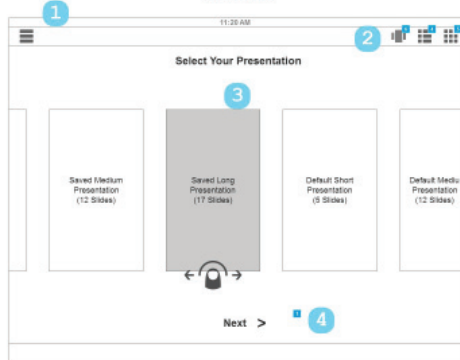 1
11:20 AM
2
Select Your Presentation
3
Saved Medium
Presentation
(12 Slides)
Saved Long
Presentation
(17 Slides)
Default Short
Presentation
(5 Slides)
Default Mediu
Presentation
(12 Slides)
Next >
4